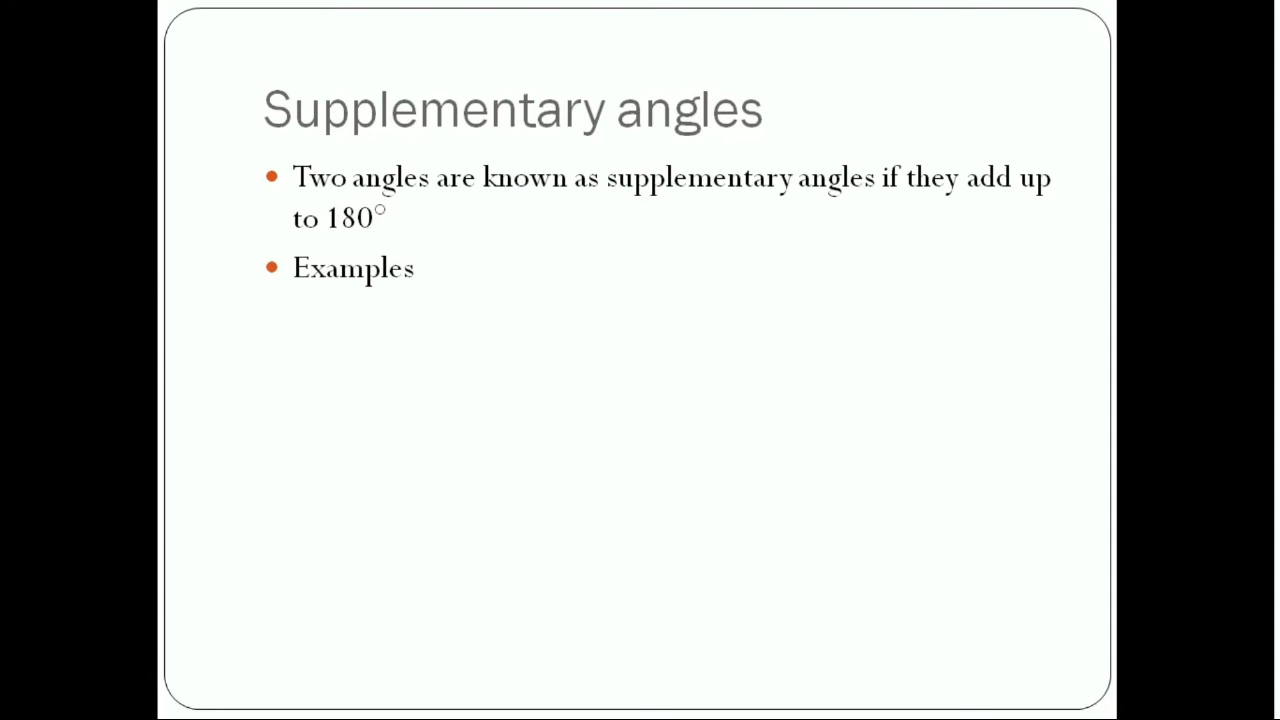 Supplementary angles
• Two angles are known as supplementary angles if they add up
to 180°
• Examples